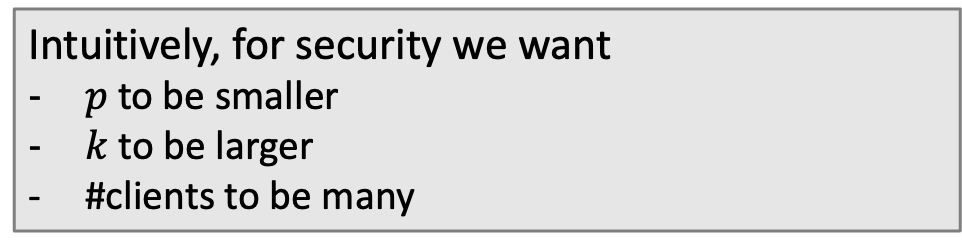 Intuitively, for security we want
- p to be smaller
- k to be larger
- #clients to be many